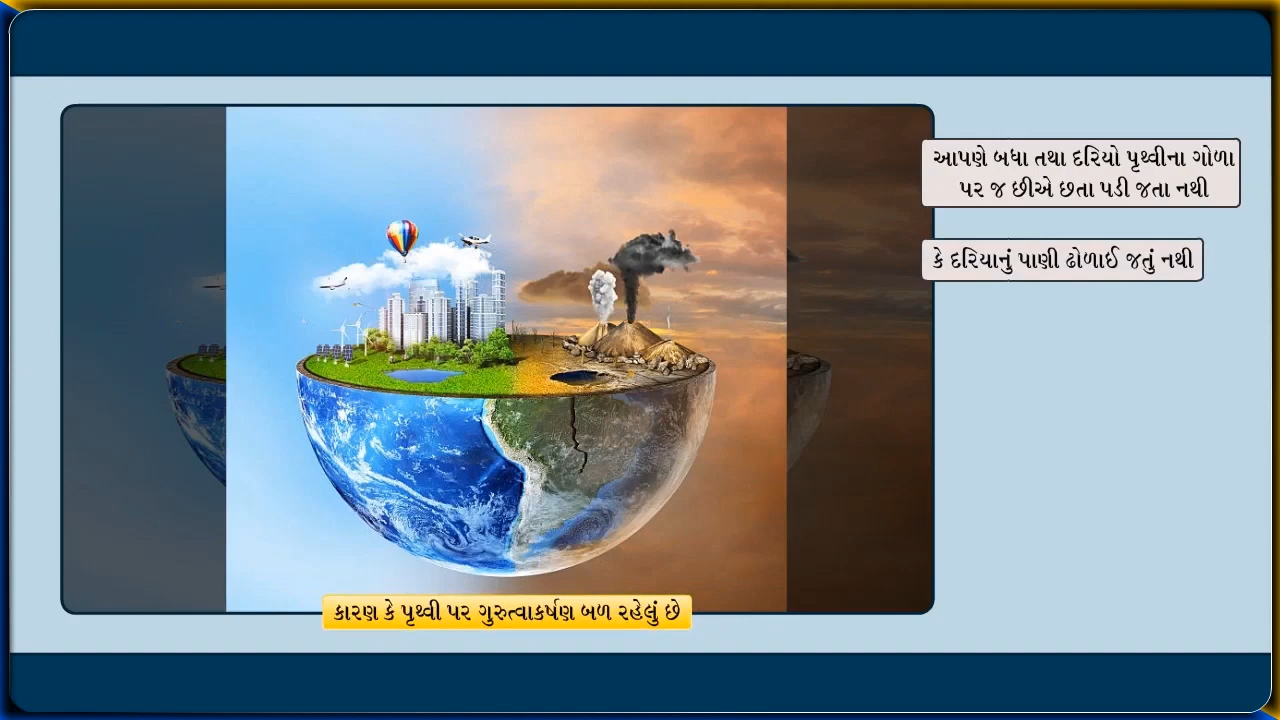 આપણે બધા તથા દરિયો પૃથ્વીના ગોળા
પર જ છીએ છતા પડી જતા નથી
કે દરિયાનું પાણી ઢોળાઈ જતું નથી
કારણ કે પૃથ્વી પર ગુરુત્વાકર્ષણ બળ રહેલું છે